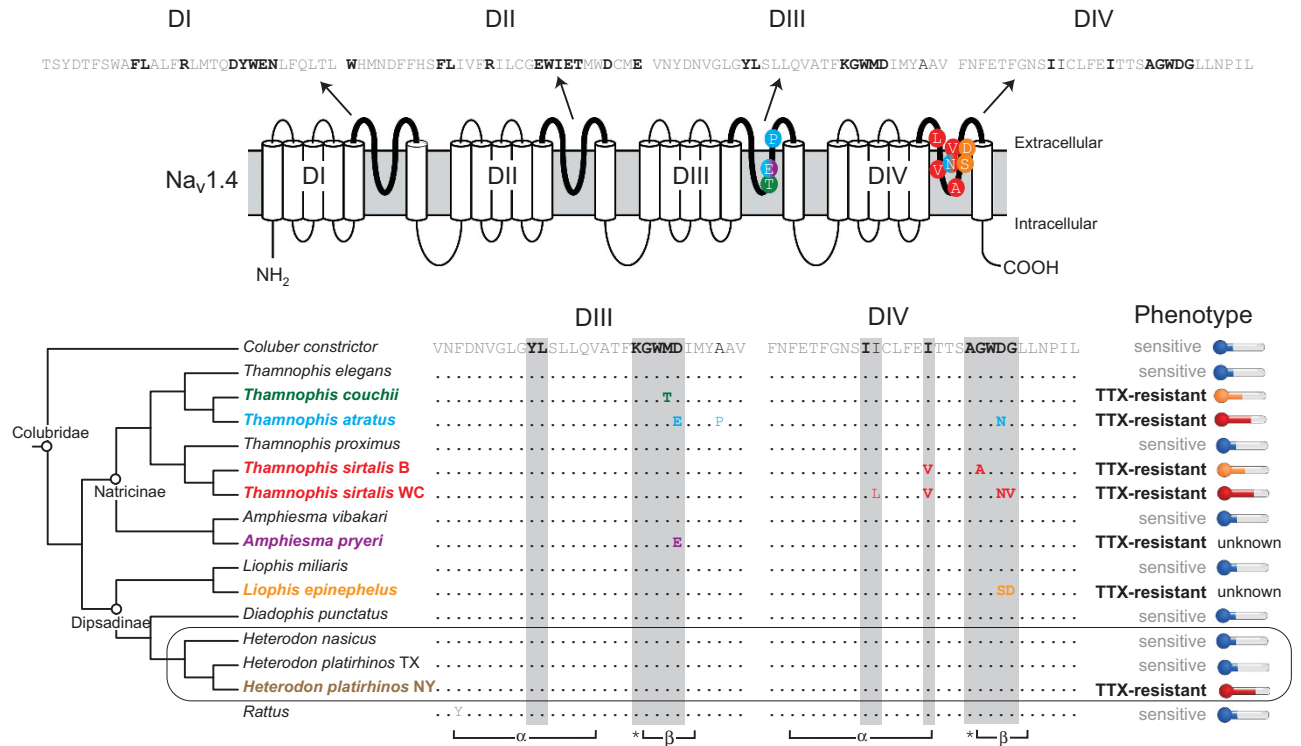 DI DII DIII DIV
TSYDTFSWAFLALFRLMTQDYWENLFQLTL WHMNDFFHSFLIVFRILCGEWIETMWDCME VNYDNVGLGYLSLLQVATFKGWMDIMYAAV FNFETFGNSIICLFEITTSAGWDGLLNPIL
P L V D
E V N S
T A
Extracellular
Nav1.4 DI DII DIII DIV
Intracellular
NH2 COOH
DIII DIV Phenotype
Coluber constrictor VNFDNVGLGYLSLLQVATFKGWMDIMYAAV FNFETFGNSIICLFEITTSAGWDGLLNPIL sensitive
Thamnophis elegans .............................. .............................. sensitive
Thamnophis couchii ......................T....... .............................. TTX-resistant
Thamnophis atratus .......................E...P.. ......................N....... TTX-resistant
Colubridae
Thamnophis proximus .............................. .............................. sensitive
Thamnophis sirtalis B .............................. ...............V....A......... TTX-resistant
Thamnophis sirtalis WC .............................. ..........L....V......NV...... TTX-resistant
Natricinae
Amphiesma vibakari .............................. .............................. sensitive
Amphiesma pryeri .......................E...... .............................. TTX-resistant unknown
Liophis miliaris .............................. .............................. sensitive
Liophis epinephelus .............................. ......................SD...... TTX-resistant unknown
Dipsadinae
Diadophis punctatus .............................. .............................. sensitive
Heterodon nasicus .............................. .............................. sensitive
Heterodon platirhinos TX .............................. .............................. sensitive
Heterodon platirhinos NY .............................. .............................. TTX-resistant
Rattus ..Y........................... .............................. sensitive
α * β α * β